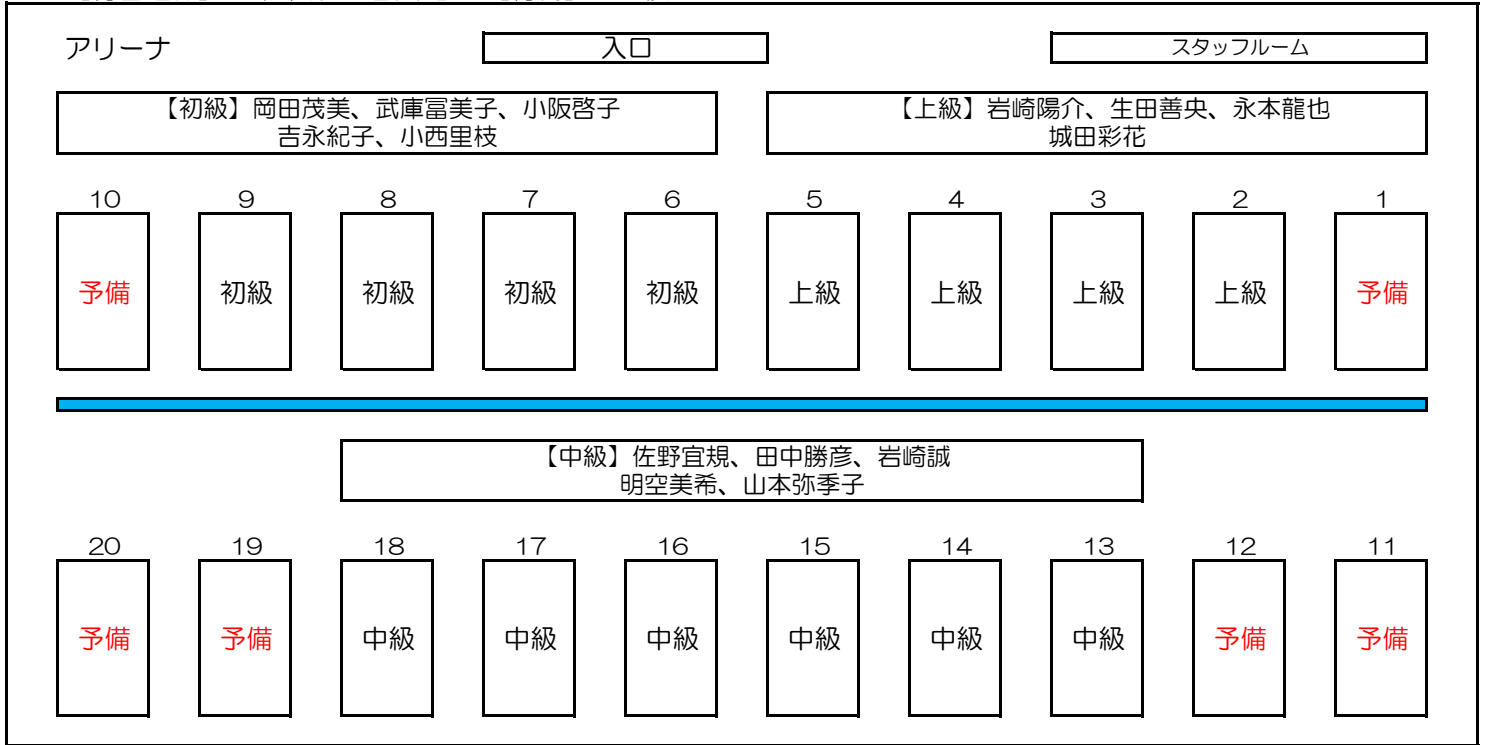 アリーナ
入口
スタッフルーム
【初級】岡田茂美、武庫冨美子、小阪啓子
吉永紀子、小西里枝
【上級】岩崎陽介、生田善央、永本龍也
城田彩花
10 9 8 7 6 5 4 3 2 1
予備 初級 初級 初級 初級 上級 上級 上級 上級 予備
【中級】佐野宜規、田中勝彦、岩崎誠
明空美希、山本弥季子
20 19 18 17 16 15 14 13 12 11
予備 予備 中級 中級 中級 中級 中級 中級 予備 予備